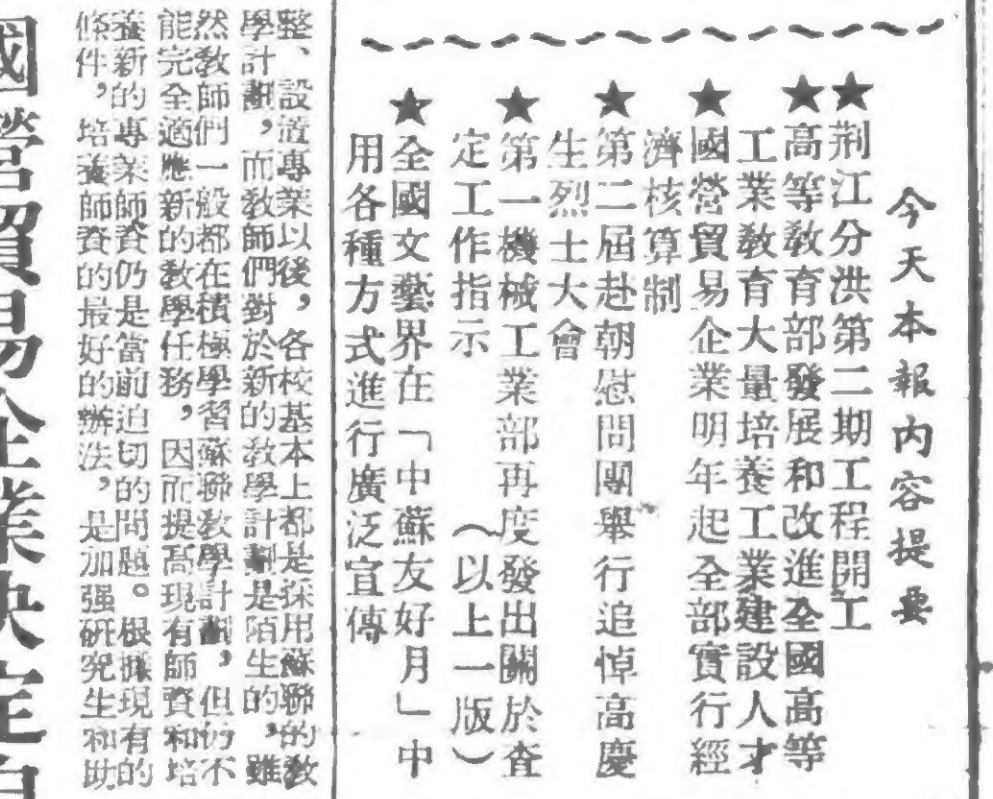 今天本報內容提要
★荆江分洪第二期工程開工
★高等敎育部發展和改進全國高等
工業敎育大量培養工業建設人才
★國營貿易企業明年起全部實行經
濟核算制
★第二屆赴朝慰問團舉行追悼高慶
生烈士大會
★第一機械工業部再度發出關於查
定工作指示　（以上一版）
★全國文藝界在「中蘇友好月」中
用各種方式進行廣泛宣傳
整、設置專業以後，各校基本上都是採用蘇聯的敎
學計劃，而敎師們對於新的敎學計劃是陌生的，雖
然敎師們一般都在積極學習蘇聯敎學計劃，但仍不
能完全適應新的敎學任務，因而提高現有師資和培
養新的專業師資仍是當前迫切的問題。根據現有的
條件，培養師資的最好的辦法，是加强硏究生和助
國營貿易企業決定自